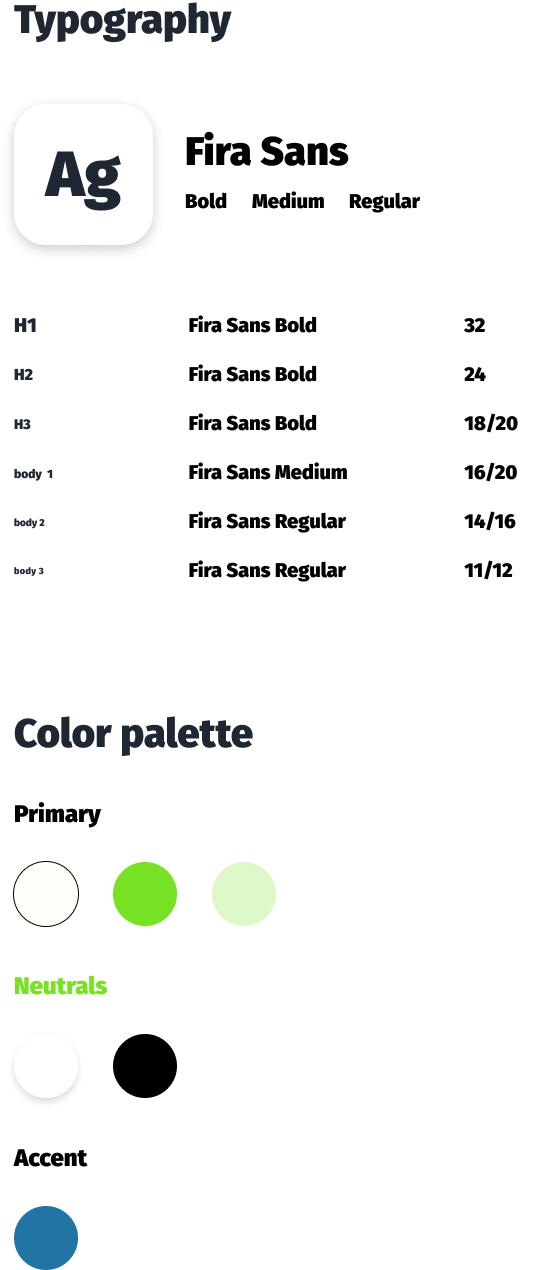 Typography
Ag
Fira Sans
Bold Medium Regular
H1 Fira Sans Bold 32
H2 Fira Sans Bold 24
H3 Fira Sans Bold 18/20
body 1 Fira Sans Medium 16/20
body 2 Fira Sans Regular 14/16
body 3 Fira Sans Regular 11/12
Color palette
Primary
Neutrals
Accent